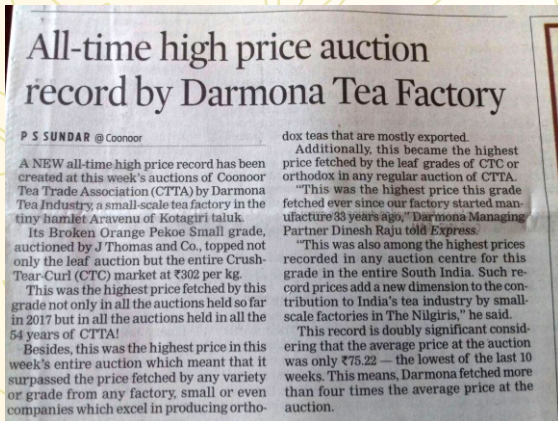 All-time high price auction
record by Darmona Tea Factory
P S SUNDAR @ Coonoor
A NEW all-time high price record has been
created at this week's auctions of Coonoor
Tea Trade Association (CTTA) by Darmona
Tea Industry, a small-scale tea factory in the
tiny hamlet Aravenu of Kotagiri taluk.
Its Broken Orange Pekoe Small grade,
auctioned by J Thomas and Co., topped not
only the leaf auction but the entire Crush-
Tear-Curl (CTC) market at ₹302 per kg.
This was the highest price fetched by this
grade not only in all the auctions held so far
in 2017 but in all the auctions held in all the
54 years of CTTA!
Besides, this was the highest price in this
week's entire auction which meant that it
surpassed the price fetched by any variety
or grade from any factory, small or even
companies which excel in producing ortho-
dox teas that are mostly exported.
Additionally, this became the highest
price fetched by the leaf grades of CTC or
orthodox in any regular auction of CTTA.
"This was the highest price this grade
fetched ever since our factory started man-
ufacture 33 years ago," Darmona Managing
Partner Dinesh Raju told Express.
"This was also among the highest prices
recorded in any auction centre for this
grade in the entire South India. Such re-
cord prices add a new dimension to the con-
tribution to India's tea industry by small-
scale factories in The Nilgiris," he said.
This record is doubly significant consid-
ering that the average price at the auction
was only ₹75.22 — the lowest of the last 10
weeks. This means, Darmona fetched more
than four times the average price at the
auction.